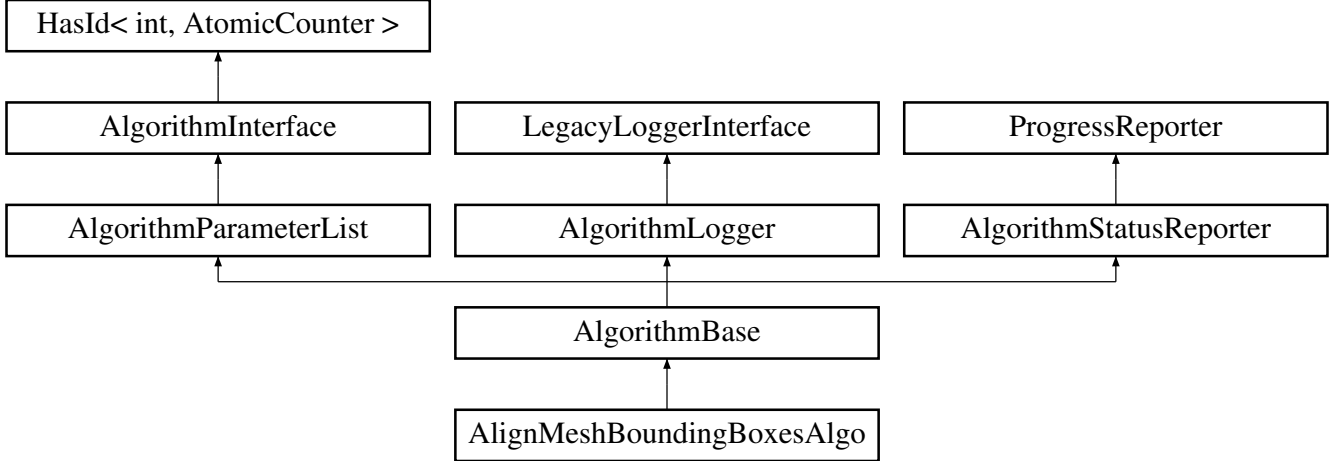 HasId< int, AtomicCounter >
AlgorithmInterface
LegacyLoggerInterface
ProgressReporter
AlgorithmParameterList
AlgorithmLogger
AlgorithmStatusReporter
AlgorithmBase
AlignMeshBoundingBoxesAlgo